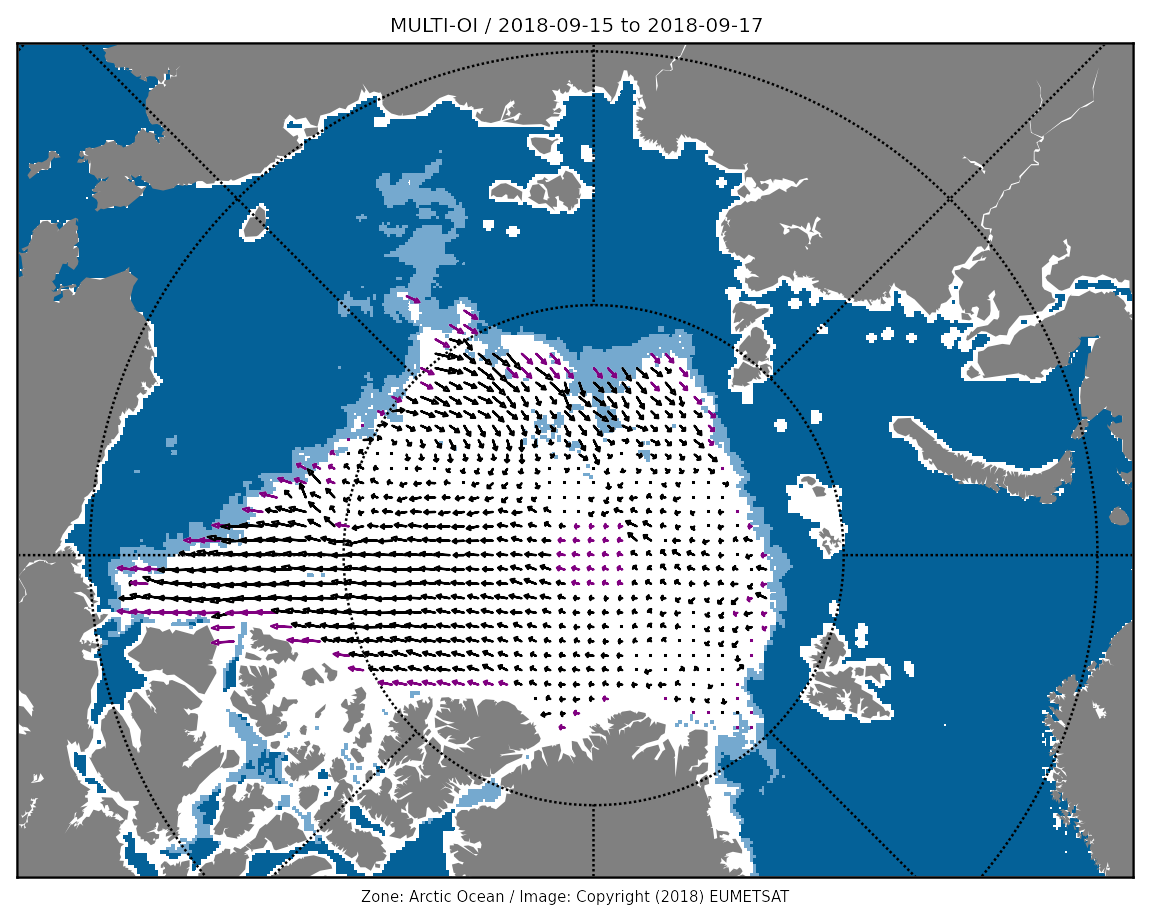 MULTI-OI / 2018-09-15 to 2018-09-17
Zone: Arctic Ocean / Image: Copyright (2018) EUMETSAT